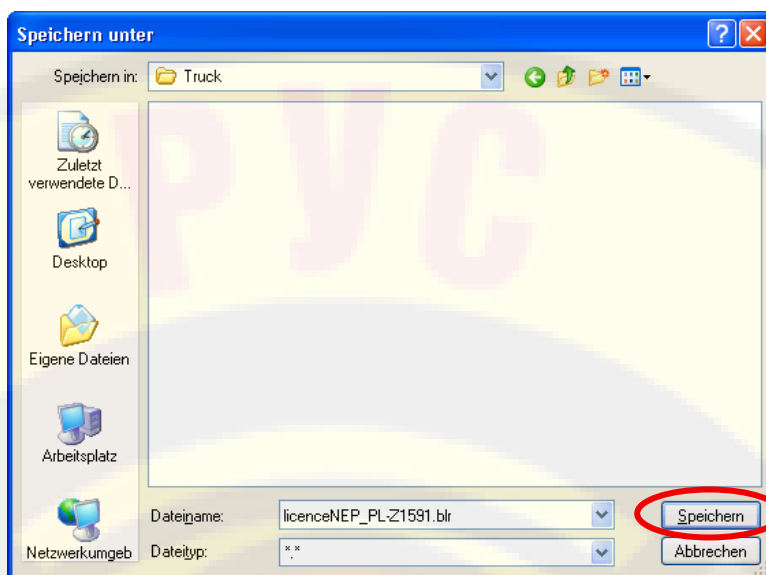 Speichern unter
Speichern in: Truck
РУС
Zuletzt
verwendete D...
Desktop
Eigene Dateien
Arbeitsplatz
Netzwerkumgeb
Dateiname: licenceNEP_PL-Z1591.blr Speichern
Dateityp: *.* Abbrechen